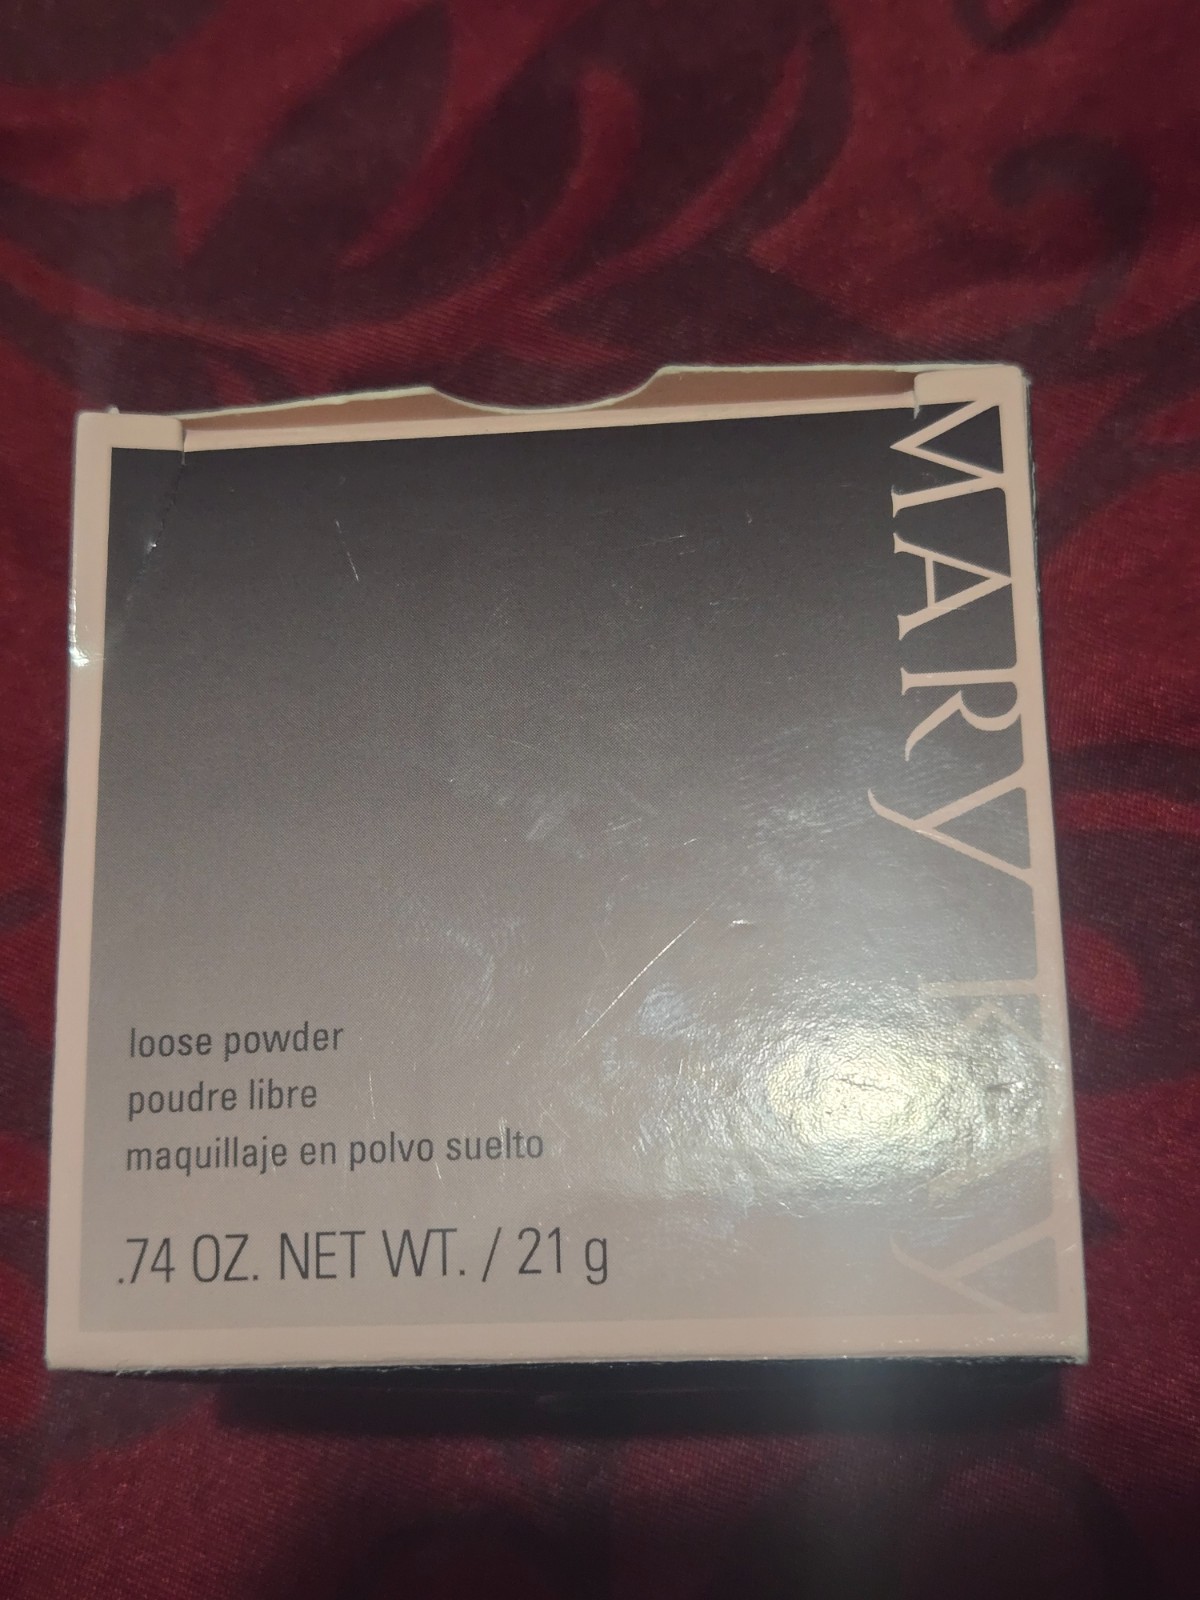 MARY KAY
loose powder
poudre libre
maquillaje en polvo suelto
.74 OZ. NET WT. / 21 g